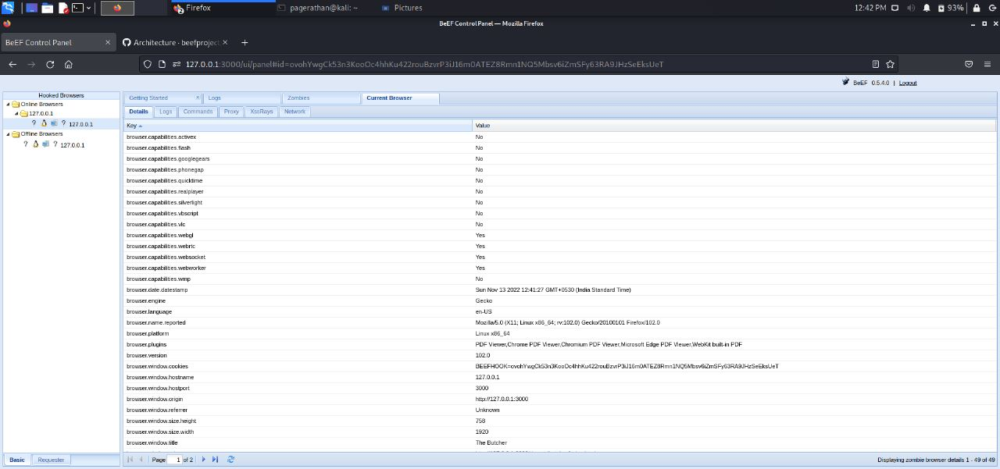 Firefox
2
pagerathan@kali: ~
Pictures
12:42 PM
93%
BeEF Control Panel — Mozilla Firefox
BeEF Control Panel
Architecture · beefprojec
127.0.0.1:3000/ui/panel#id=ovohYwgCk53n3KooOc4hhKu422rouBzvrP3iJ16m0ATEZ8Rmn1NQ5Mbsv6iZmSFy63RA9JHzSeEksUeT
BeEF 0.5.4.0 | Logout
Hooked Browsers
Online Browsers
127.0.0.1
? ? 127.0.0.1
Offline Browsers
? ? 127.0.0.1
Basic Requester
Getting Started Logs Zombies Current Browser
Details Logs Commands Proxy XssRays Network
Key Value
browser.capabilities.activex No
browser.capabilities.flash No
browser.capabilities.googlegears No
browser.capabilities.phonegap No
browser.capabilities.quicktime No
browser.capabilities.realplayer No
browser.capabilities.silverlight No
browser.capabilities.vbscript No
browser.capabilities.vlc No
browser.capabilities.webgl Yes
browser.capabilities.webrtc Yes
browser.capabilities.websocket Yes
browser.capabilities.webworker Yes
browser.capabilities.wmp No
browser.date.datestamp Sun Nov 13 2022 12:41:27 GMT+0530 (India Standard Time)
browser.engine Gecko
browser.language en-US
browser.name.reported Mozilla/5.0 (X11; Linux x86_64; rv:102.0) Gecko/20100101 Firefox/102.0
browser.platform Linux x86_64
browser.plugins PDF Viewer,Chrome PDF Viewer,Chromium PDF Viewer,Microsoft Edge PDF Viewer,WebKit built-in PDF
browser.version 102.0
browser.window.cookies BEEFHOOK=ovohYwgCk53n3KooOc4hhKu422rouBzvrP3iJ16m0ATEZ8Rmn1NQ5Mbsv6iZmSFy63RA9JHzSeEksUeT
browser.window.hostname 127.0.0.1
browser.window.hostport 3000
browser.window.origin http://127.0.0.1:3000
browser.window.referrer Unknown
browser.window.size.height 758
browser.window.size.width 1920
browser.window.title The Butcher
Page 1 of 2
Displaying zombie browser details 1 - 49 of 49